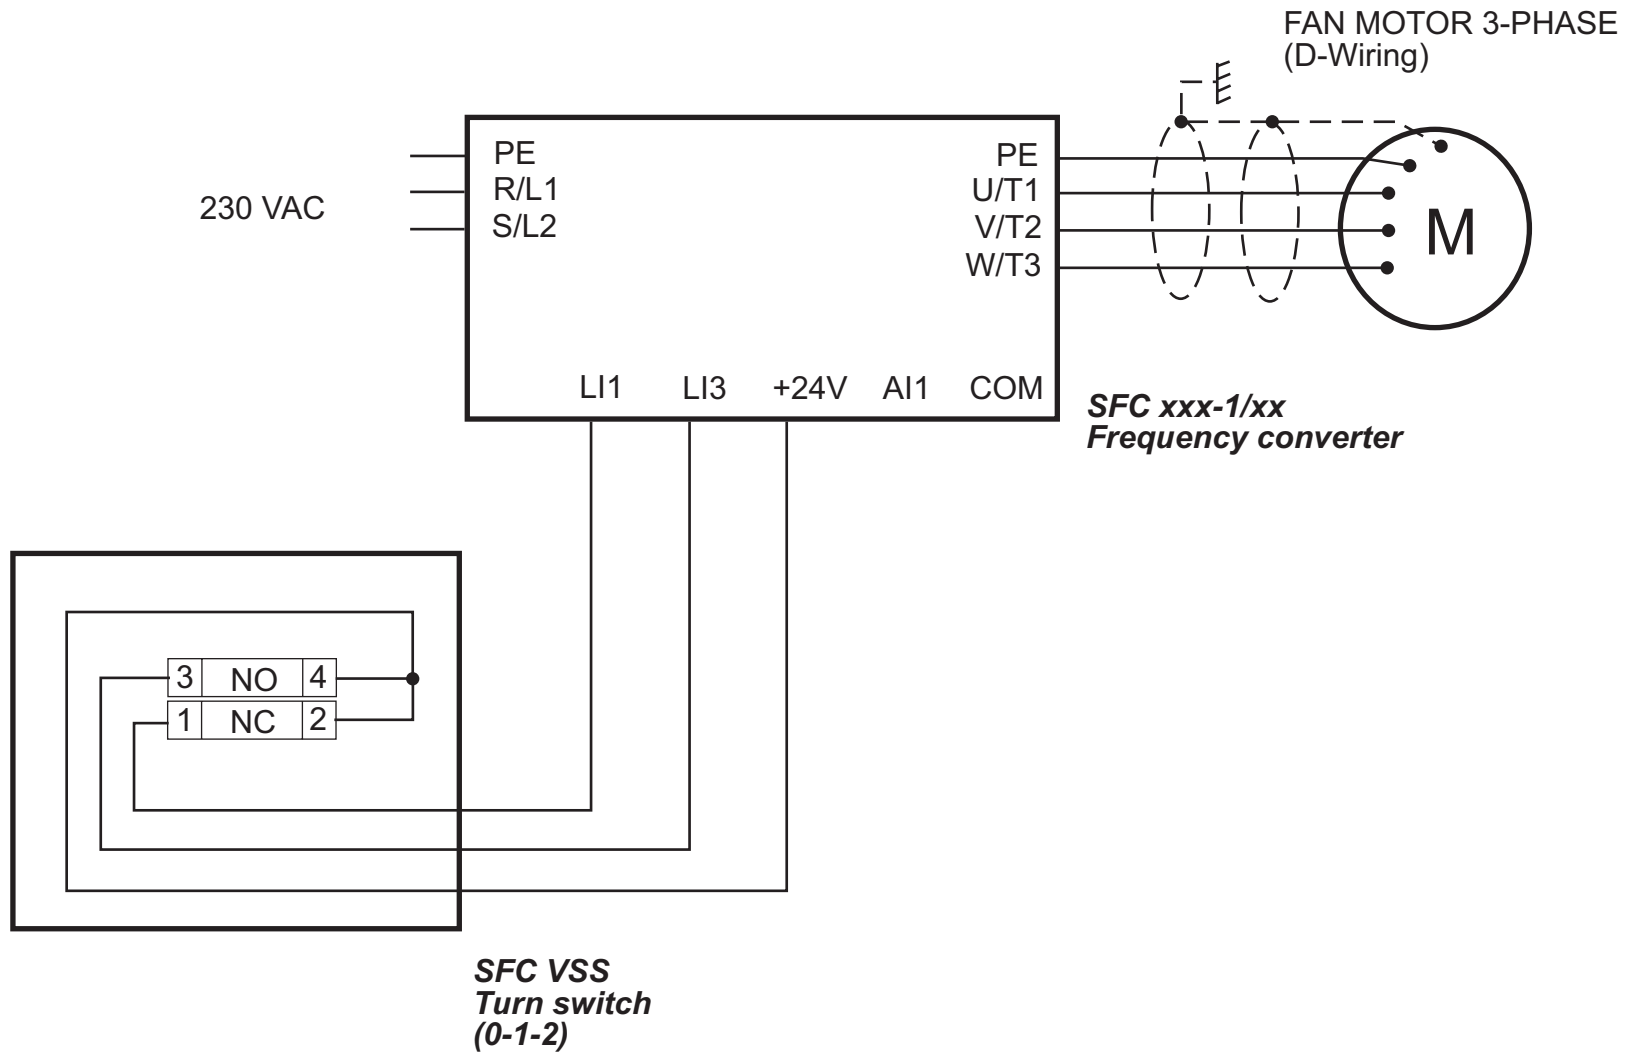 FAN MOTOR 3-PHASE
(D-Wiring)
230 VAC
PE
R/L1
S/L2
PE
U/T1
V/T2
W/T3
M
LI1 LI3 +24V AI1 COM
SFC xxx-1/xx
Frequency converter
3 NO 4
1 NC 2
SFC VSS
Turn switch
(0-1-2)